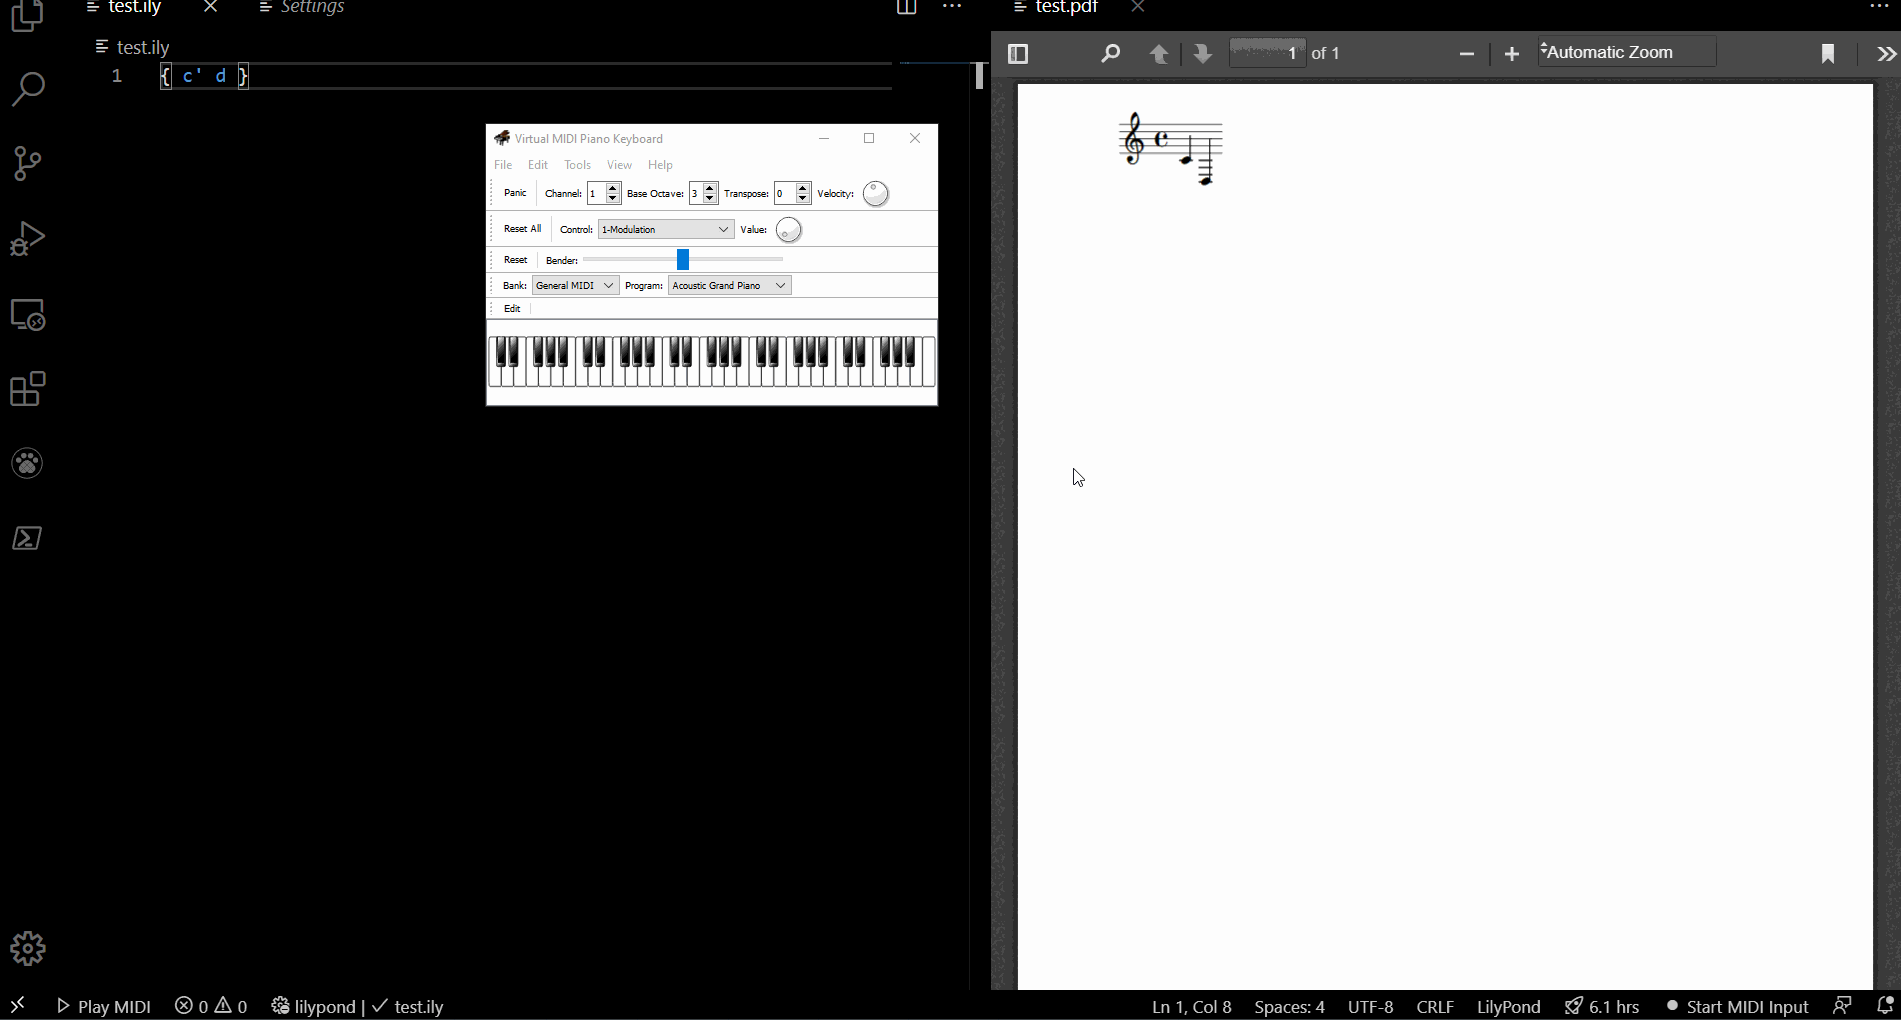 test.ily Settings
test.ily
1 { c' d }
Virtual MIDI Piano Keyboard
File Edit Tools View Help
Panic Channel: 1 Base Octave: 3 Transpose: 0 Velocity:
Reset All Control: 1-Modulation Value:
Reset Bender:
Bank: General MIDI Program: Acoustic Grand Piano
Edit
test.pdf
1 of 1 Automatic Zoom
Play MIDI 0 0 lilypond | ✓ test.ily
Ln 1, Col 8 Spaces: 4 UTF-8 CRLF LilyPond 6.1 hrs Start MIDI Input